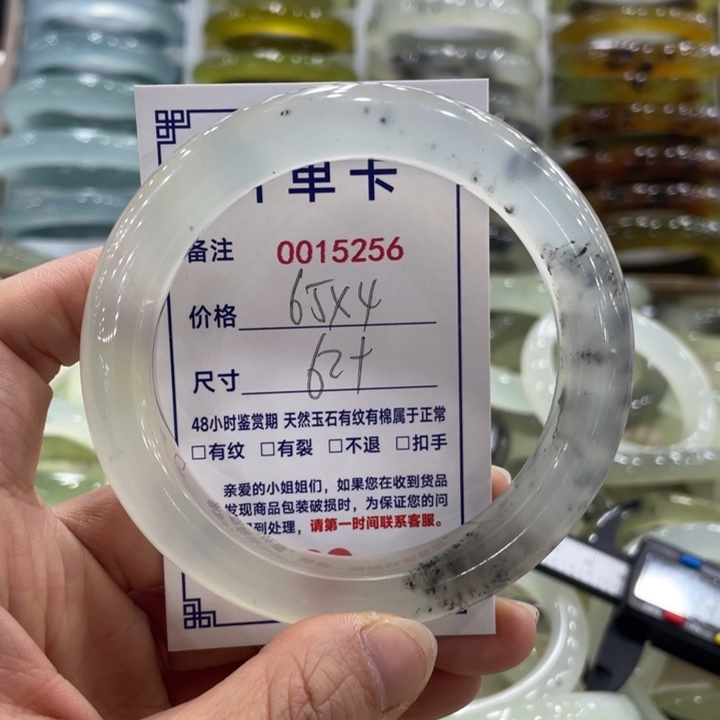 单卡
备注 0015256
价格 65X4
尺寸 62+
48小时鉴赏期 天然玉石有纹有棉属于正常
□有纹 □有裂 □不退 □扣手
亲爱的小姐姐们，如果您在收到货品
发现商品包装破损时，为保证您的问
到处理，请第一时间联系客服。